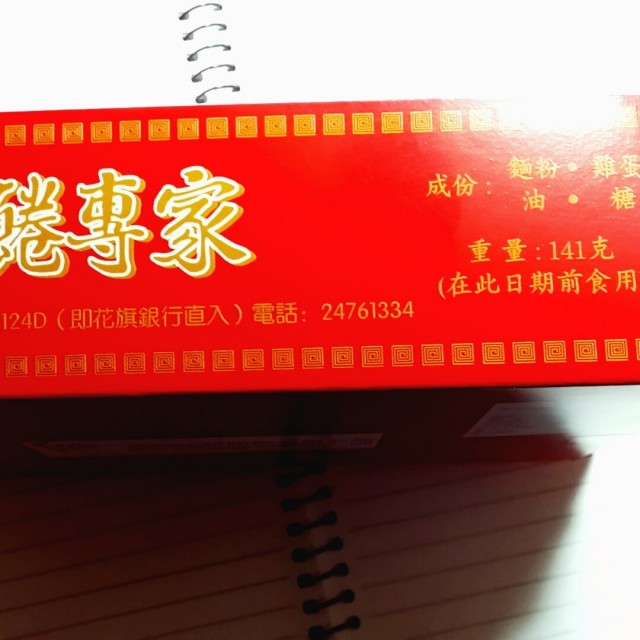 專家
124D（即花旗銀行直入）電話：24761334
成份：
麵粉•雞蛋
油•糖
重量:141克
(在此日期前食用